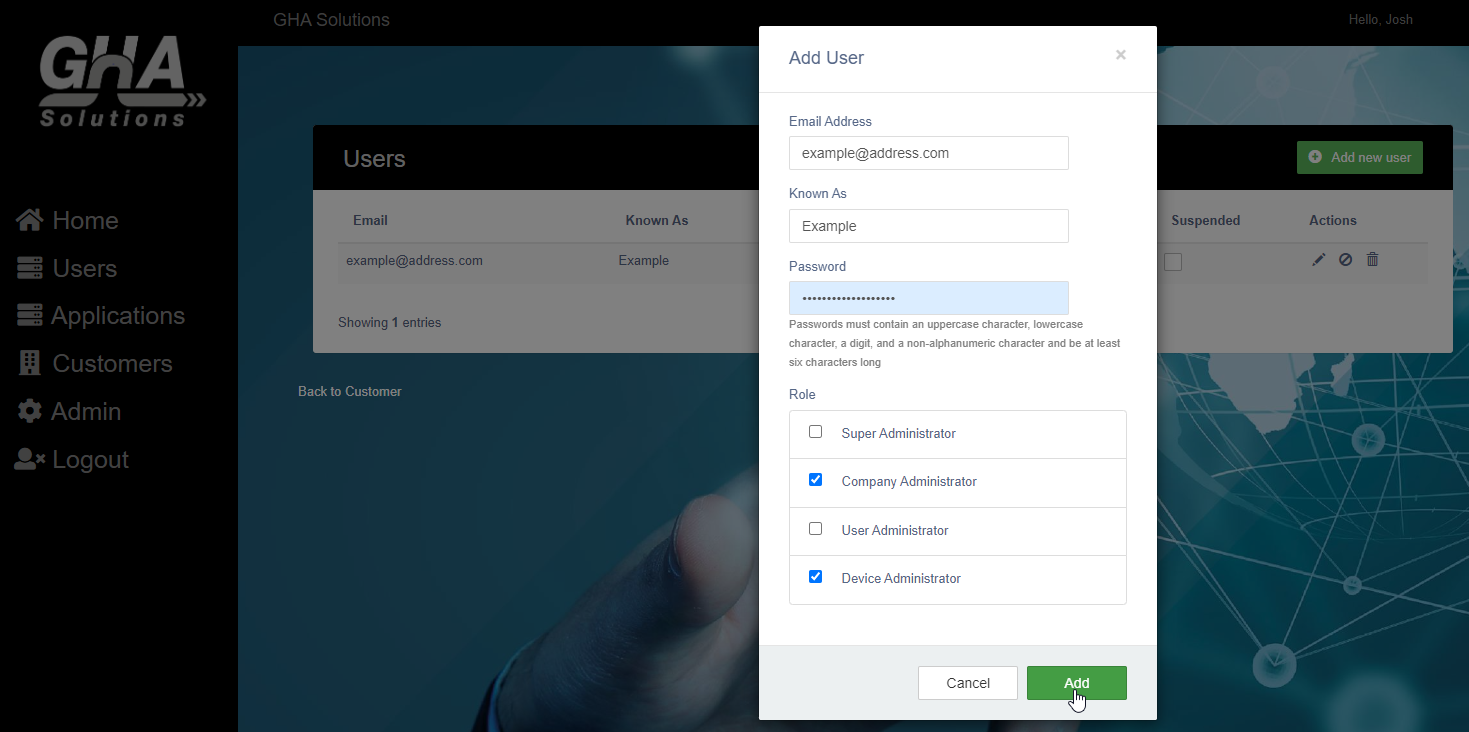 GHA
Solutions
GHA Solutions
Hello, Josh
Home
Users
Applications
Customers
Admin
Logout
Users
Add new user
Email
Known As
Suspended
Actions
example@address.com
Example
Showing 1 entries
Back to Customer
Add User
×
Email Address
example@address.com
Known As
Example
Password
•••••••••••••••••••
Passwords must contain an uppercase character, lowercase
character, a digit, and a non-alphanumeric character and be at least
six characters long
Role
Super Administrator
Company Administrator
User Administrator
Device Administrator
Cancel
Add